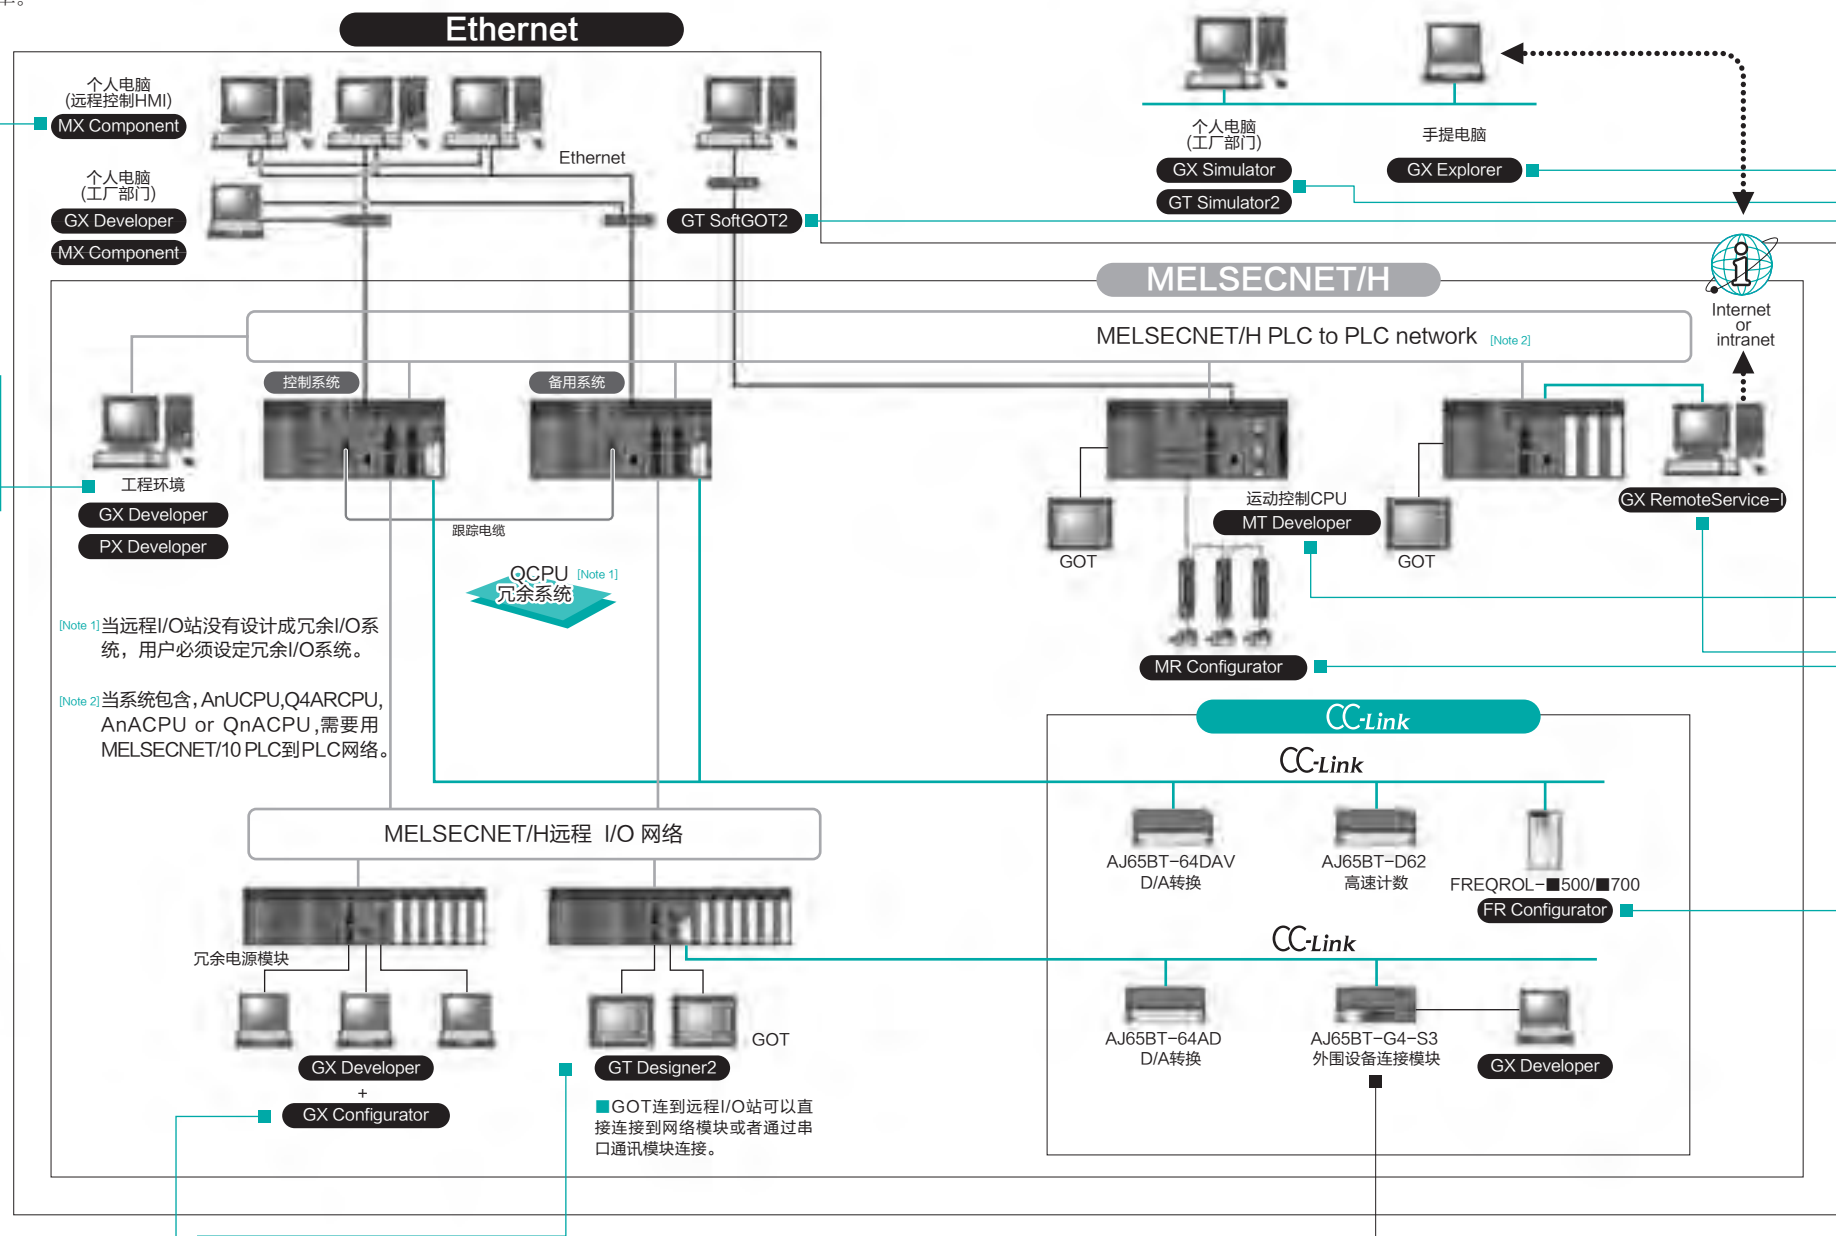 Ethernet
个人电脑
(远程控制HMI)
MX Component
个人电脑
(工厂部门)
GX Developer
MX Component
Ethernet
GT SoftGOT2
个人电脑
(工厂部门)
GX Simulator
GT Simulator2
手提电脑
GX Explorer
MELSECNET/H
Internet
or
intranet
MELSECNET/H PLC to PLC network [Note 2]
控制系统
备用系统
工程环境
GX Developer
PX Developer
跟踪电缆
QCPU [Note 1]
冗余系统
GOT
运动控制CPU
MT Developer
GOT
GX RemoteService-I
MR Configurator
[Note 1]当远程I/O站没有设计成冗余I/O系
统，用户必须设定冗余I/O系统。
[Note 2]当系统包含，AnUCPU,Q4ARCPU,
AnACPU or QnACPU,需要用
MELSECNET/10 PLC到PLC网络。
CC-Link
CC-Link
AJ65BT-64DAV
D/A转换
AJ65BT-D62
高速计数
FREQROL-■500/■700
FR Configurator
MELSECNET/H远程 I/O 网络
冗余电源模块
GX Developer
+
GX Configurator
GOT
GT Designer2
■GOT连到远程I/O站可以直
接连接到网络模块或者通过串
口通讯模块连接。
CC-Link
AJ65BT-64AD
D/A转换
AJ65BT-G4-S3
外围设备连接模块
GX Developer